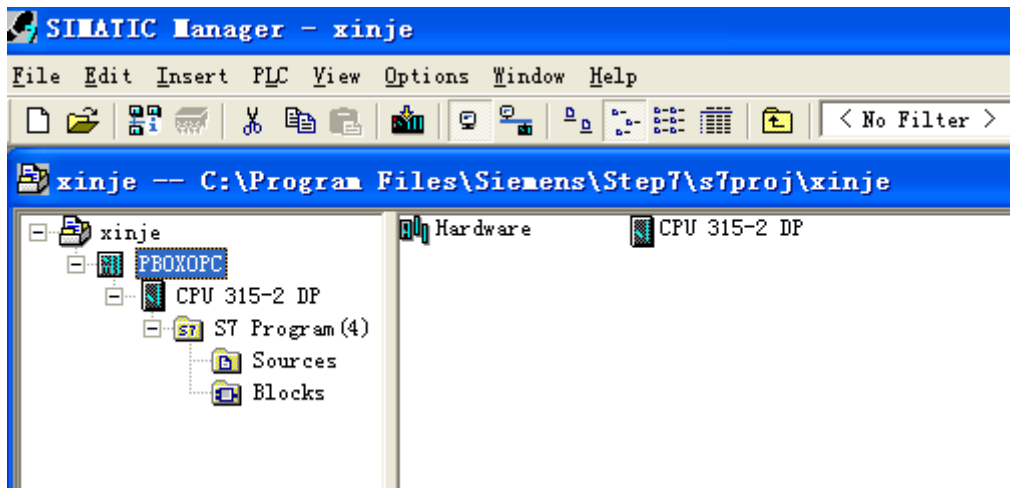 SIMATIC Manager - xinje
File Edit Insert PLC View Options Window Help
< No Filter >
xinje -- C:\Program Files\Siemens\Step7\s7proj\xinje
xinje
Hardware
CPU 315-2 DP
PBOXOPC
CPU 315-2 DP
S7 Program(4)
Sources
Blocks